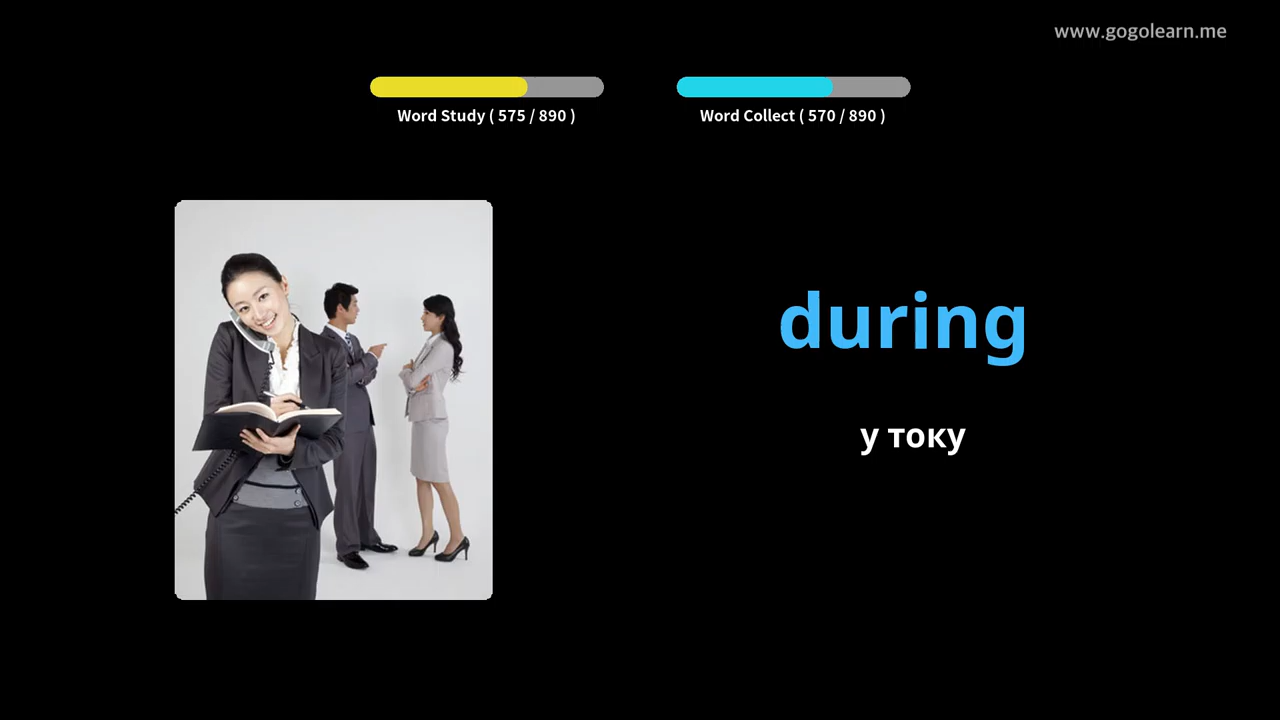 www.gogolearn.me
Word Study ( 575 / 890 )
Word Collect ( 570 / 890 )
during
у току